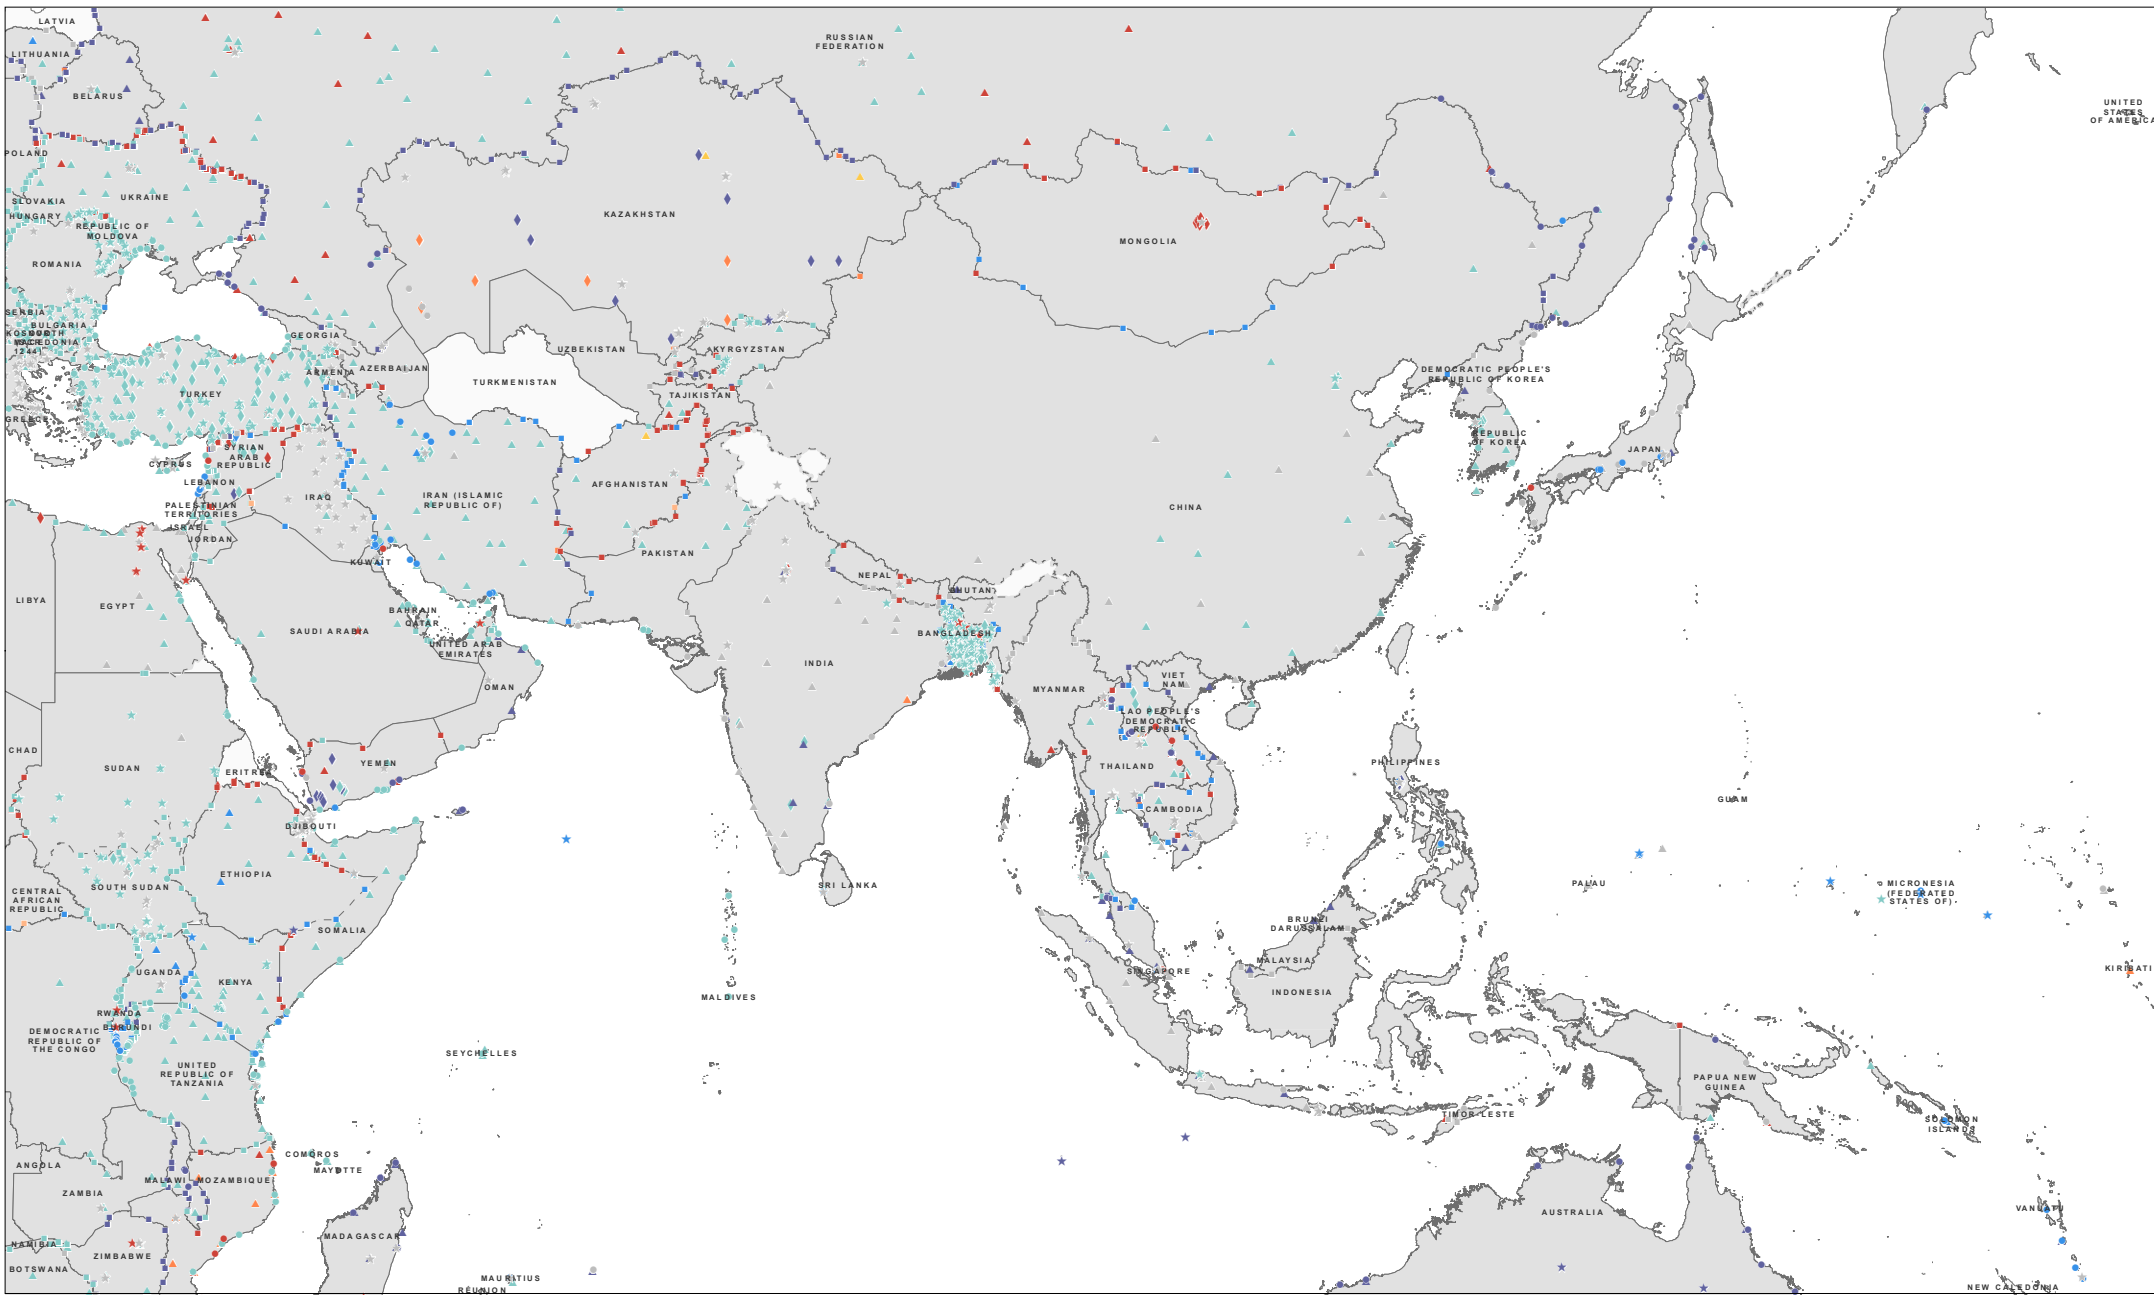 LATVIA
LITHUANIA
BELARUS
RUSSIAN
FEDERATION
UNITED
STATES
OF AMERICA
POLAND
UKRAINE
SLOVAKIA
HUNGARY
REPUBLIC OF
MOLDOVA
ROMANIA
KAZAKHSTAN
MONGOLIA
SERBIA
BULGARIA
GEORGIA
ARMENIA
AZERBAIJAN
UZBEKISTAN
KYRGYZSTAN
TURKMENISTAN
TAJIKISTAN
TURKEY
GREECE
DEMOCRATIC PEOPLE'S
REPUBLIC OF KOREA
REPUBLIC
OF KOREA
JAPAN
CYPRUS
SYRIAN
ARAB
REPUBLIC
LEBANON
PALESTINIAN
TERRITORIES
ISRAEL
JORDAN
IRAQ
IRAN (ISLAMIC
REPUBLIC OF)
AFGHANISTAN
CHINA
PAKISTAN
KUWAIT
NEPAL
BHUTAN
LIBYA
EGYPT
BAHRAIN
QATAR
SAUDI ARABIA
UNITED ARAB
EMIRATES
BANGLADESH
INDIA
OMAN
MYANMAR
VIET
NAM
LAO PEOPLE'S
DEMOCRATIC
REPUBLIC
CHAD
SUDAN
ERITREA
YEMEN
THAILAND
PHILIPPINES
GUAM
CAMBODIA
DJIBOUTI
ETHIOPIA
SOUTH SUDAN
CENTRAL
AFRICAN
REPUBLIC
SRI LANKA
PALAU
MICRONESIA
(FEDERATED
STATES OF)
SOMALIA
BRUNEI
DARUSSALAM
MALAYSIA
SINGAPORE
INDONESIA
KIRIBATI
UGANDA
KENYA
MALDIVES
RWANDA
BURUNDI
DEMOCRATIC
REPUBLIC OF
THE CONGO
SEYCHELLES
UNITED
REPUBLIC OF
TANZANIA
PAPUA NEW
GUINEA
TIMOR-LESTE
SOLOMON
ISLANDS
COMOROS
MAYOTTE
ANGOLA
ZAMBIA
MALAWI
MOZAMBIQUE
AUSTRALIA
VANUATU
MADAGASCAR
NAMIBIA
ZIMBABWE
BOTSWANA
MAURITIUS
REUNION
NEW CALEDONIA